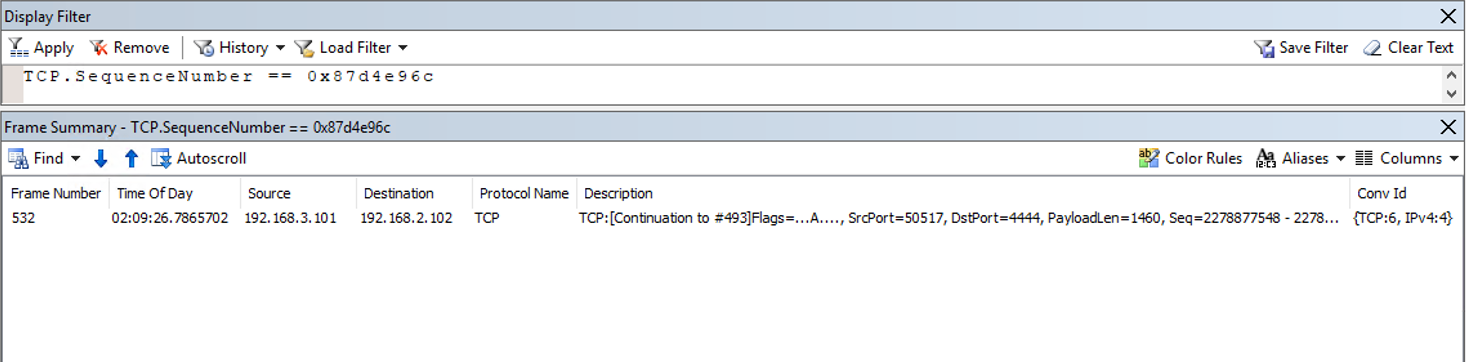 Display Filter
Apply Remove History Load Filter Save Filter Clear Text
TCP.SequenceNumber == 0x87d4e96c
Frame Summary - TCP.SequenceNumber == 0x87d4e96c
Find Autoscroll Color Rules Aliases Columns
Frame Number Time Of Day Source Destination Protocol Name Description Conv Id
532 02:09:26.7865702 192.168.3.101 192.168.2.102 TCP TCP:[Continuation to #493]Flags=...A...., SrcPort=50517, DstPort=4444, PayloadLen=1460, Seq=2278877548 - 2278... {TCP:6, IPv4:4}